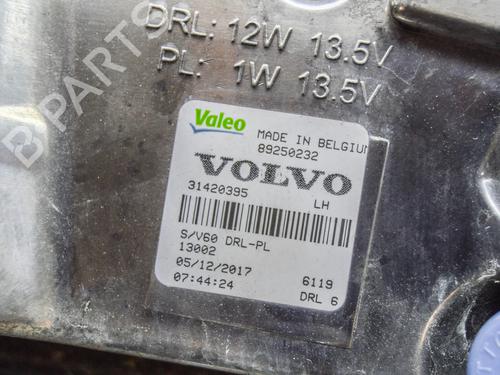 DRL: 12W 13.5V
PL: 1W 13.5V
Valeo
MADE IN BELGIUM
89250232
VOLVO
31420395 LH
S/V60 DRL-PL
13002
05/12/2017 6119
07:44:24 DRL 6